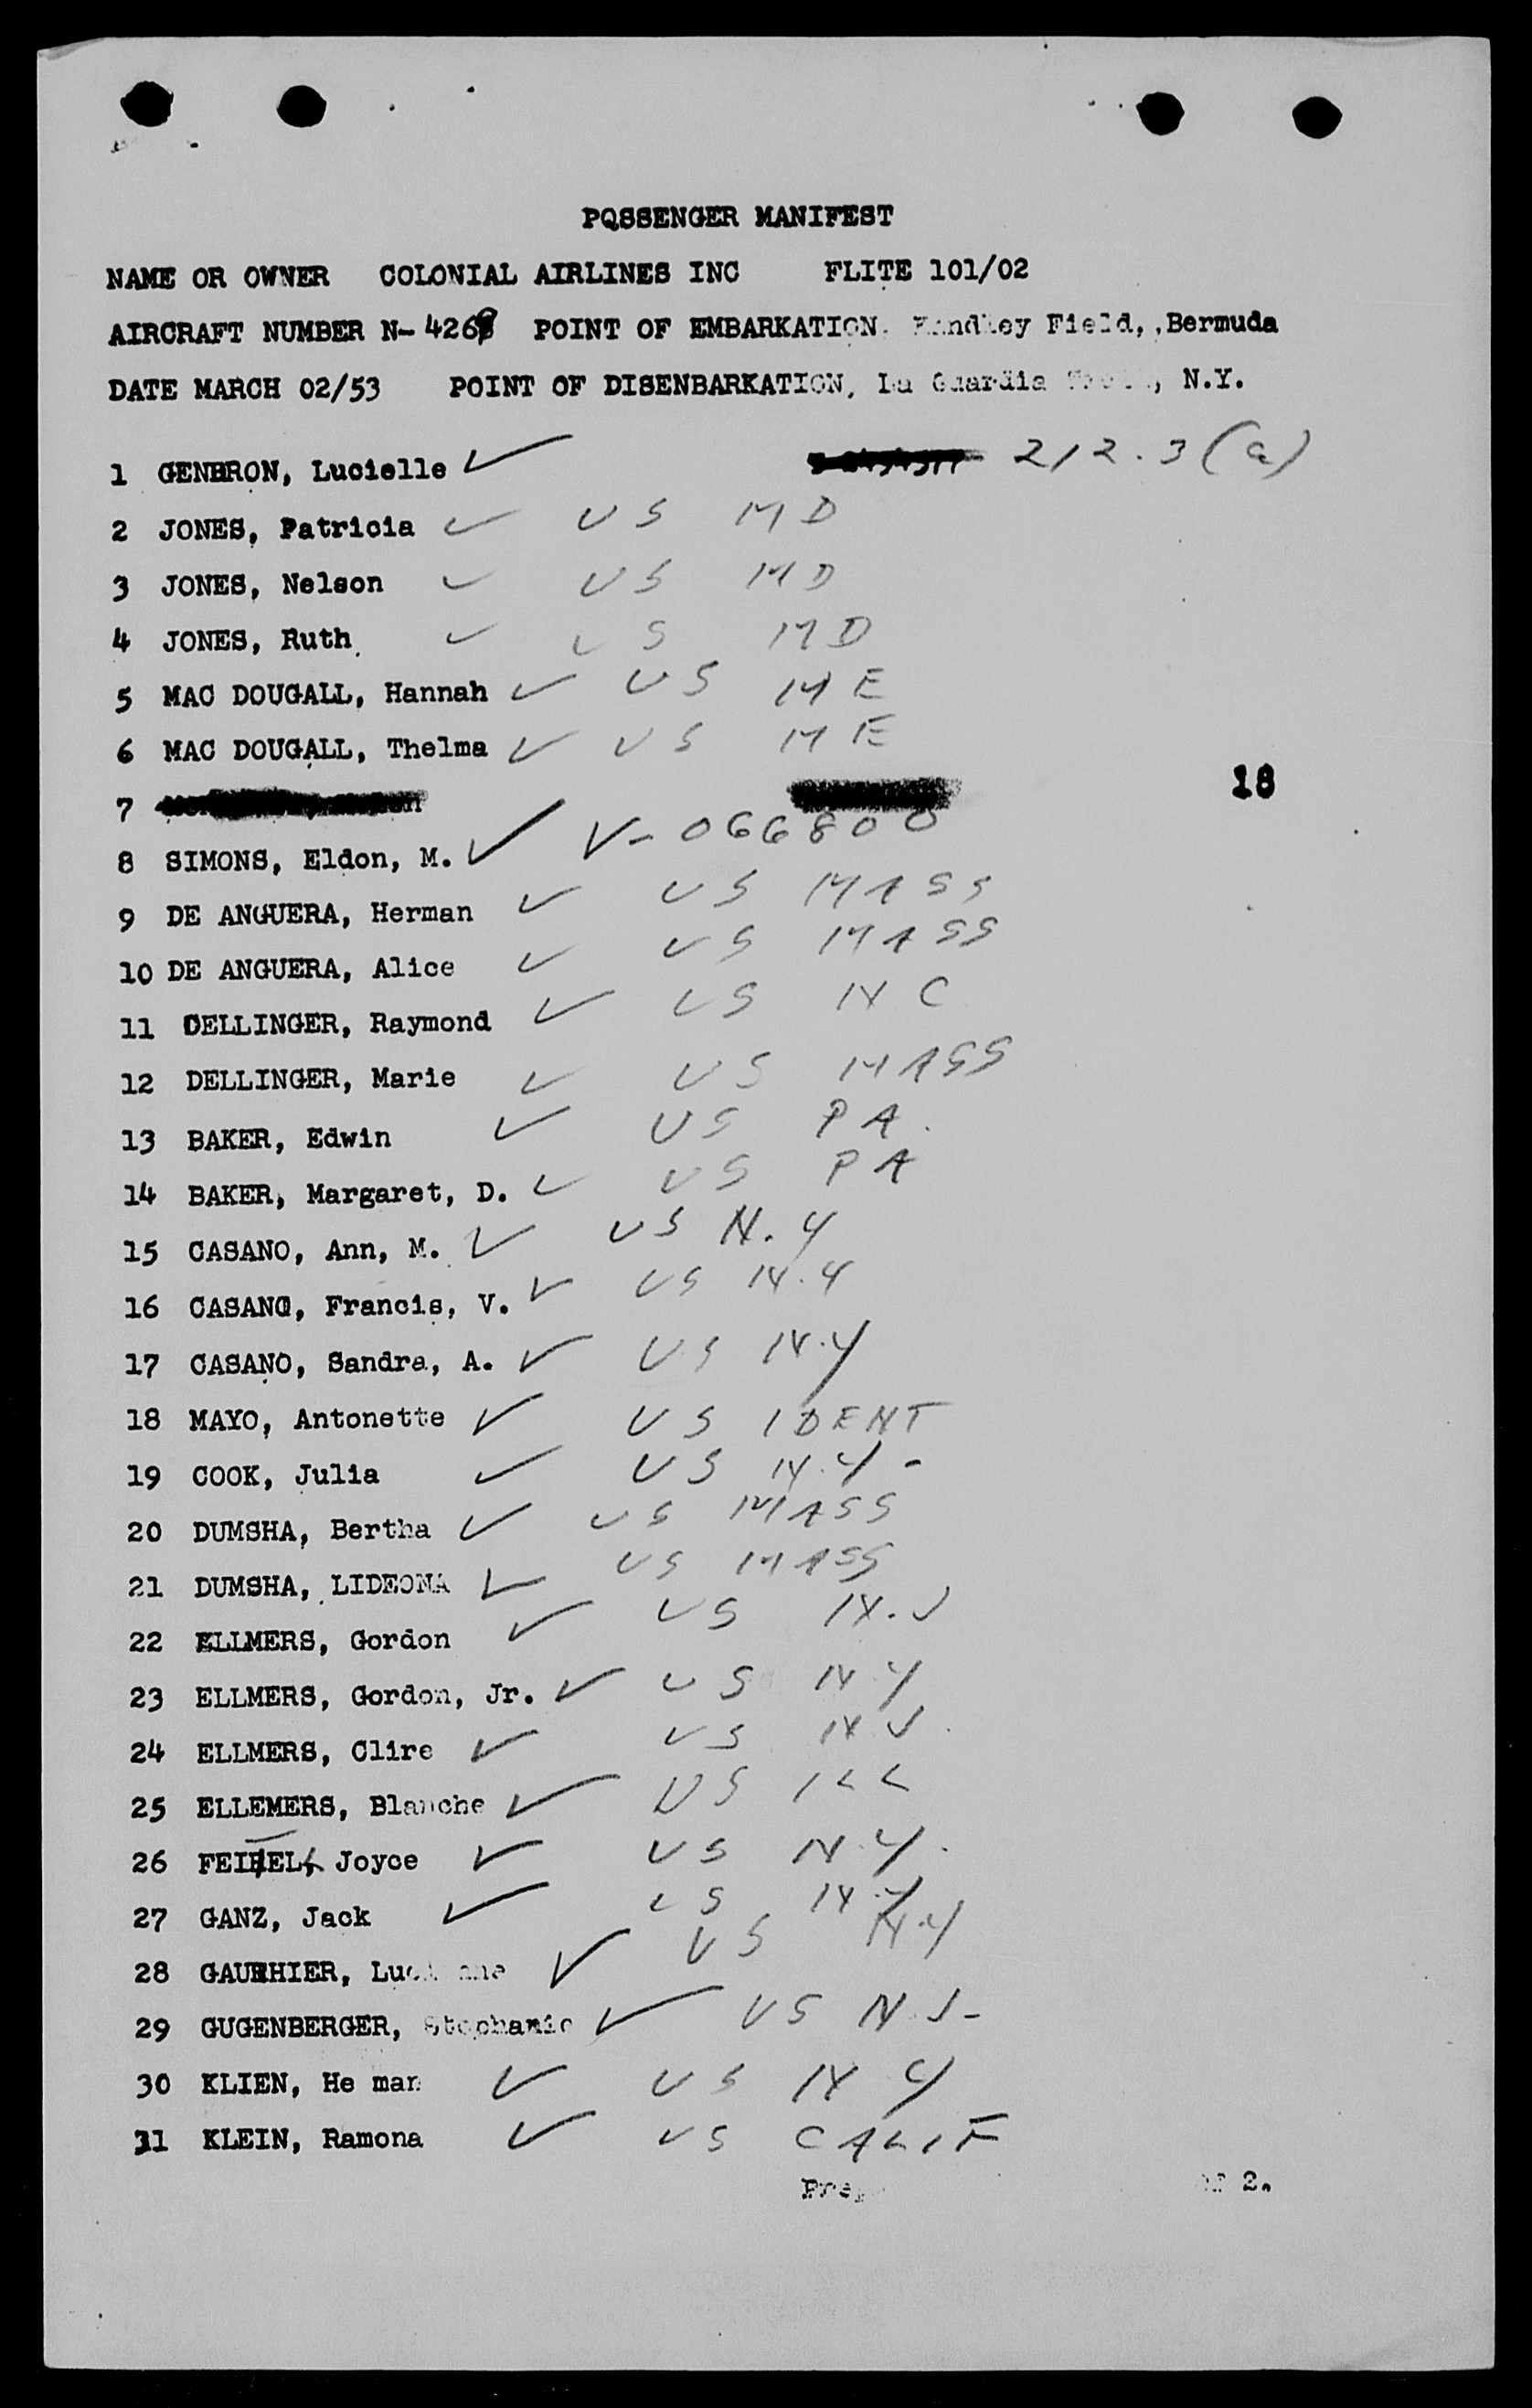 PQSSENGER MANIFEST
NAME OR OWNER COLONIAL AIRLINES INC FLITE 101/02
AIRCRAFT NUMBER N-4268 POINT OF EMBARKATION. Kindley Field,,Bermuda
DATE MARCH 02/53 POINT OF DISENBARKATION, La Guardia , N.Y.
1 GENBRON, Lucielle ✓ 212.3(a)
2 JONES, Patricia ✓ US MD
3 JONES, Nelson ✓ US MD
4 JONES, Ruth ✓ US MD
5 MAC DOUGALL, Hannah ✓ US ME
6 MAC DOUGALL, Thelma ✓ US ME
18
7
8 SIMONS, Eldon, M. ✓ V-066800
9 DE ANGUERA, Herman ✓ US MASS
10 DE ANGUERA, Alice ✓ US MASS
11 DELLINGER, Raymond ✓ US NC
12 DELLINGER, Marie ✓ US MASS
13 BAKER, Edwin ✓ US PA.
14 BAKER, Margaret, D. ✓ US PA
15 CASANO, Ann, M. ✓ US N.Y
16 CASANO, Francis, V. ✓ US N.Y
17 CASANO, Sandra, A. ✓ US N.Y
18 MAYO, Antonette ✓ US IDENT
19 COOK, Julia ✓ US N.Y-
20 DUMSHA, Bertha ✓ US MASS
21 DUMSHA, LIDEONA ✓ US MASS
22 ELLMERS, Gordon ✓ US N.J
23 ELLMERS, Gordon, Jr. ✓ US N Y
24 ELLMERS, Clire ✓ US N J
25 ELLEMERS, Blanche ✓ US ILL
26 Joyce ✓ US N.Y.
27 GANZ, Jack ✓ US N.Y
28 ✓ US N.Y
29 GUGENBERGER, Stephanie ✓ US N J-
30 KLIEN, He man ✓ US N Y
31 KLEIN, Ramona ✓ US CALIF
2.